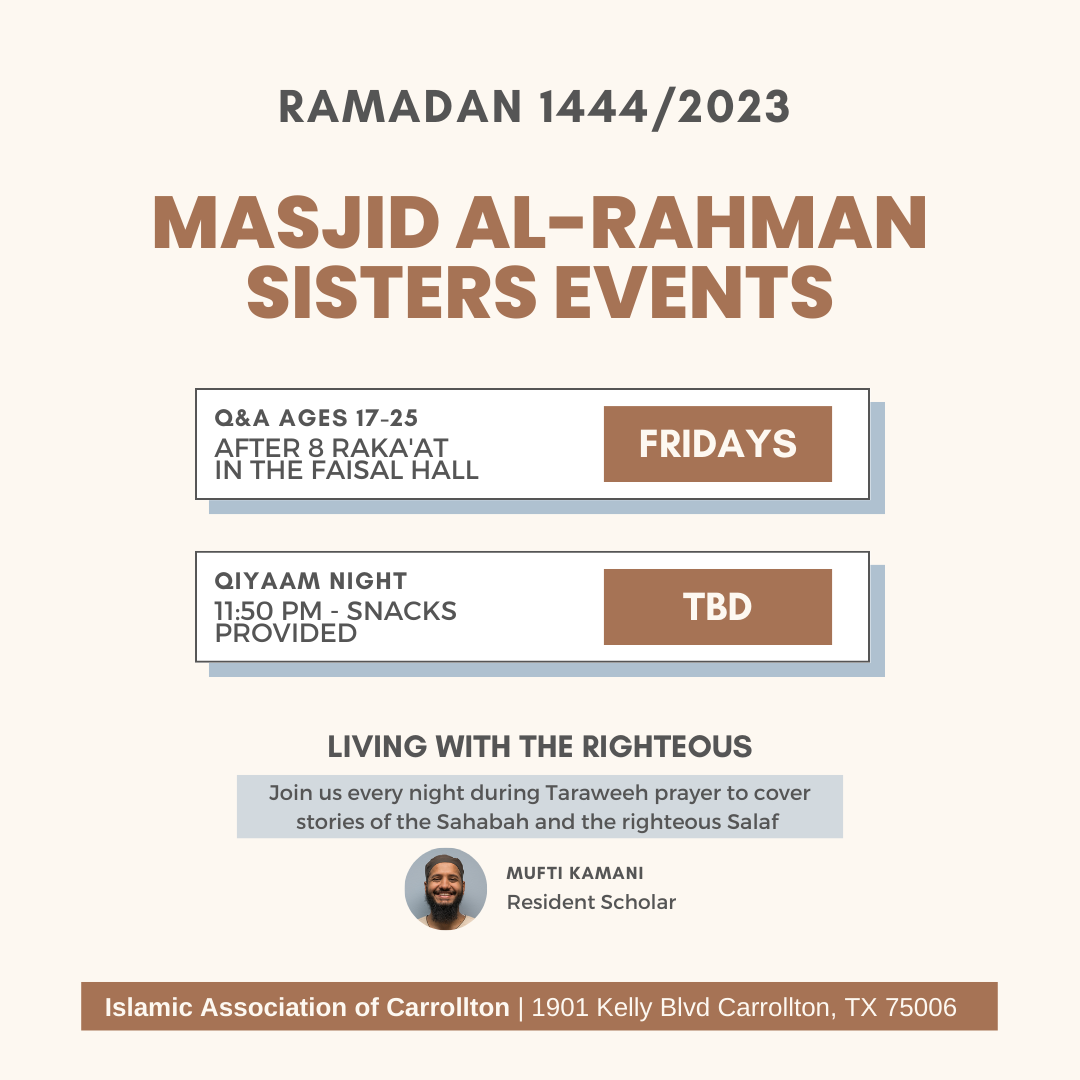 RAMADAN 1444/2023
MASJID AL-RAHMAN
SISTERS EVENTS
Q&A AGES 17-25
AFTER 8 RAKA'AT
IN THE FAISAL HALL
FRIDAYS
QIYAAM NIGHT
11:50 PM - SNACKS
PROVIDED
TBD
LIVING WITH THE RIGHTEOUS
Join us every night during Taraweeh prayer to cover
stories of the Sahabah and the righteous Salaf
MUFTI KAMANI
Resident Scholar
Islamic Association of Carrollton | 1901 Kelly Blvd Carrollton, TX 75006